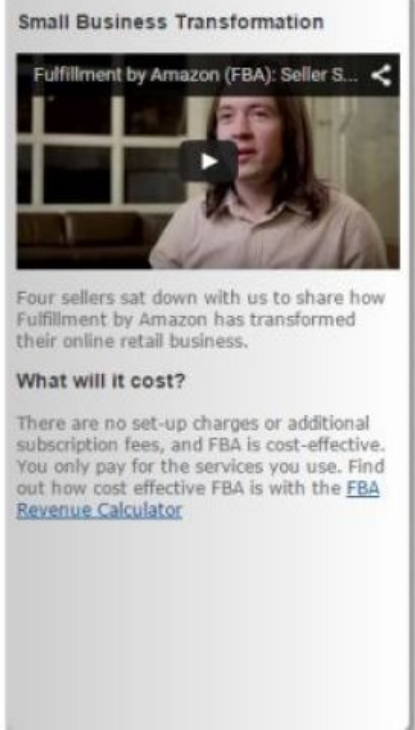 Small Business Transformation
Fulfillment by Amazon (FBA): Seller S...
Four sellers sat down with us to share how
Fulfillment by Amazon has transformed
their online retail business.
What will it cost?
There are no set-up charges or additional
subscription fees, and FBA is cost-effective.
You only pay for the services you use. Find
out how cost effective FBA is with the FBA
Revenue Calculator